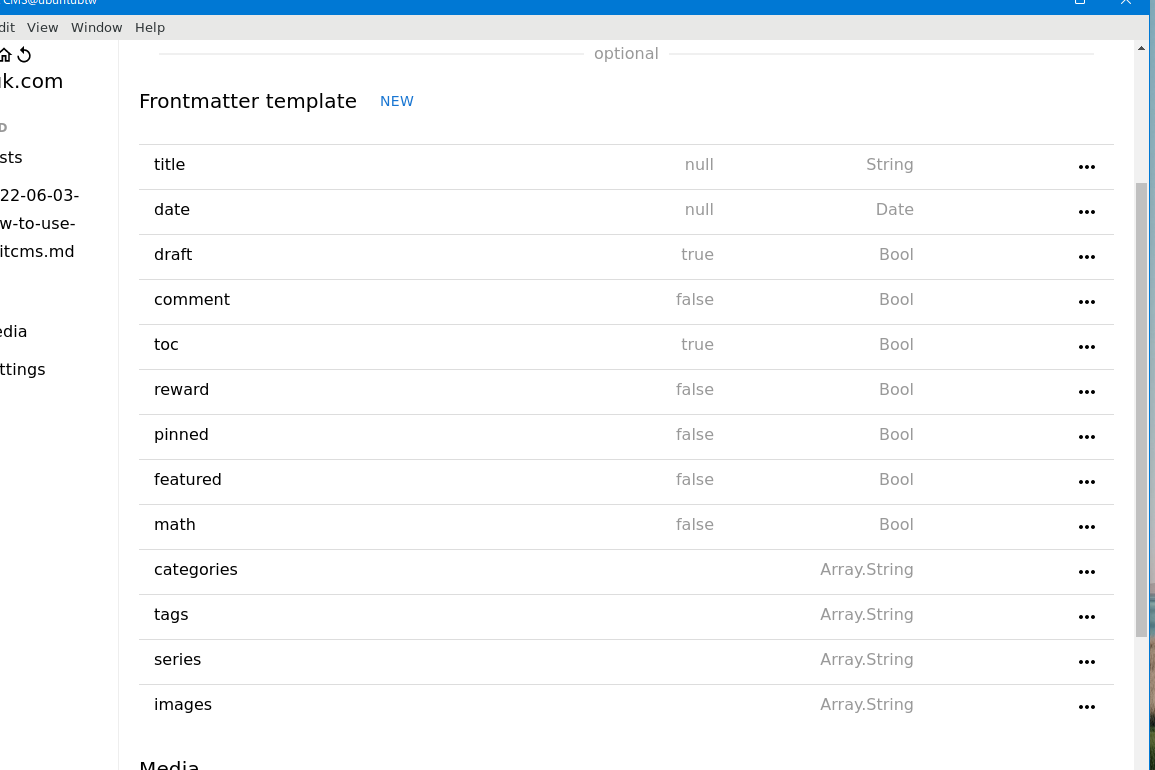 CMS@ubuntubtw
dit View Window Help
k.com
D
sts
22-06-03-
w-to-use-
itcms.md
edia
ttings
optional
Frontmatter template NEW
title null String
date null Date
draft true Bool
comment false Bool
toc true Bool
reward false Bool
pinned false Bool
featured false Bool
math false Bool
categories Array.String
tags Array.String
series Array.String
images Array.String
Media